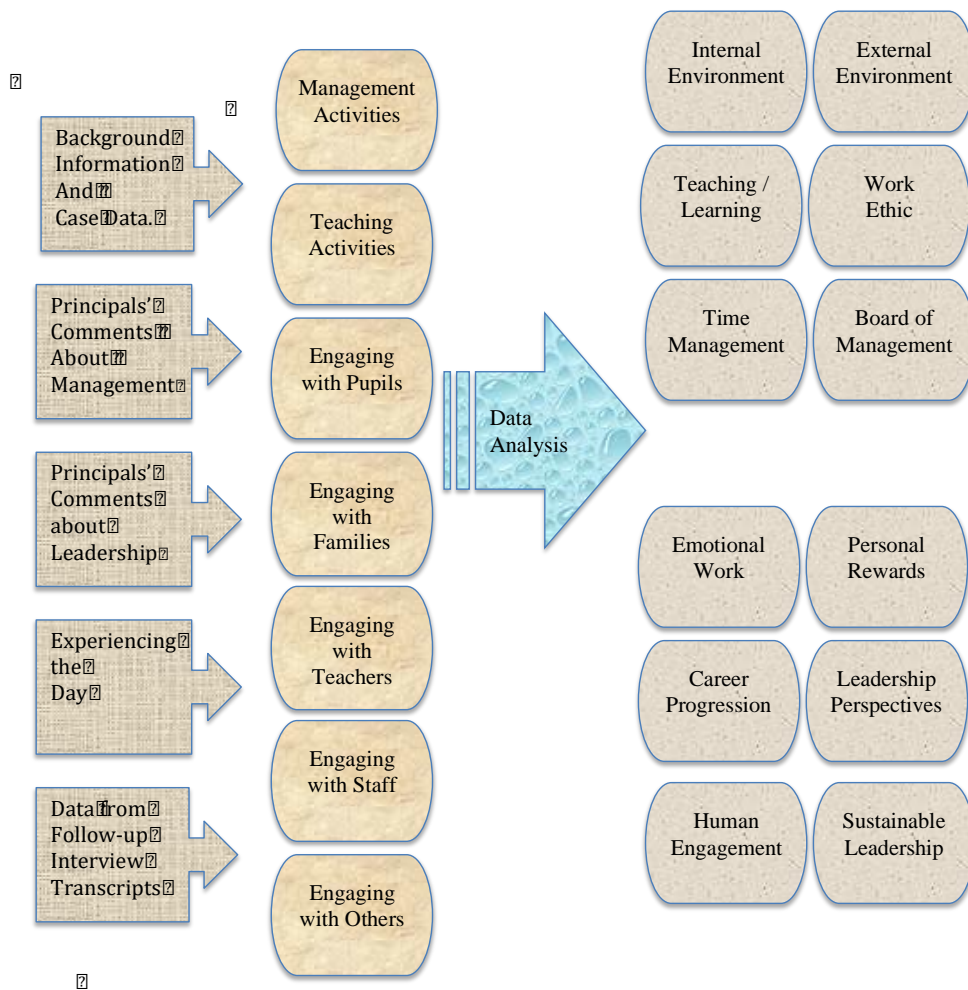 Background
Information
And
Case Data.
Principals'
Comments
About
Management
Principals'
Comments
about
Leadership
Experiencing
the
Day
Data from
Follow-up
Interview
Transcripts
Management
Activities
Teaching
Activities
Engaging
with Pupils
Engaging
with
Families
Engaging
with
Teachers
Engaging
with Staff
Engaging
with Others
Data
Analysis
Internal
Environment
External
Environment
Teaching /
Learning
Work
Ethic
Time
Management
Board of
Management
Emotional
Work
Personal
Rewards
Career
Progression
Leadership
Perspectives
Human
Engagement
Sustainable
Leadership